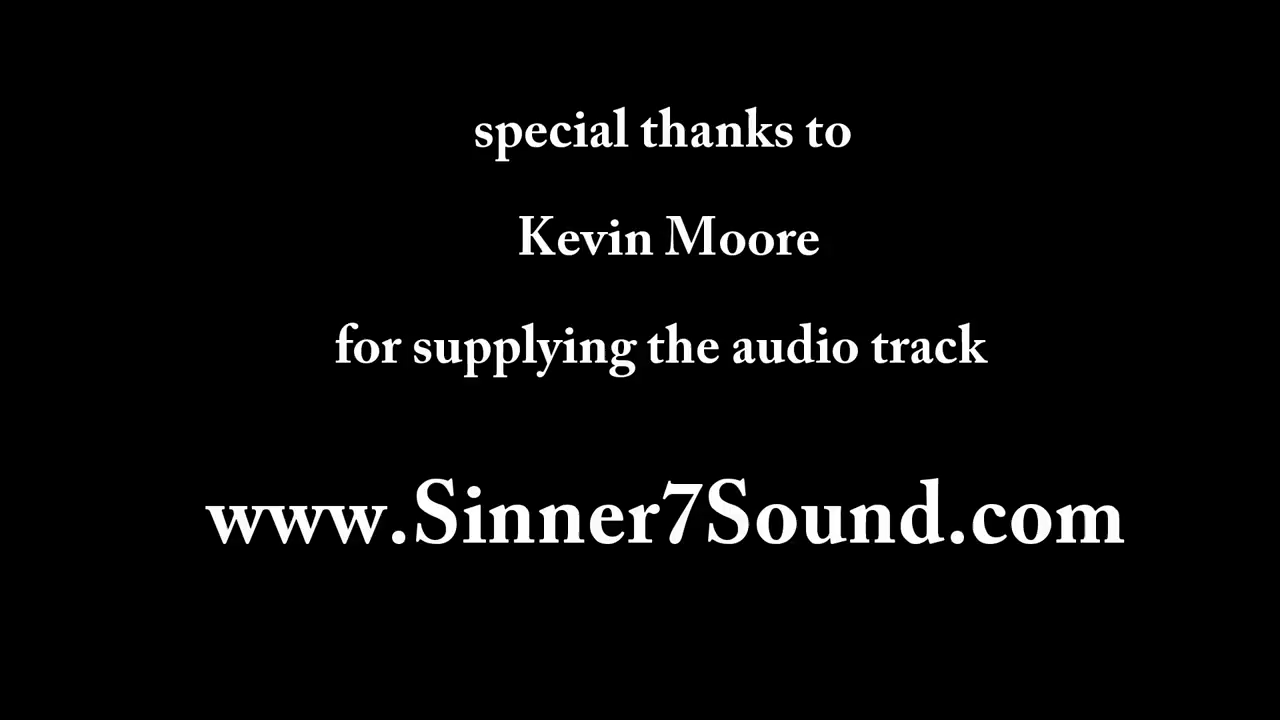 special thanks to
Kevin Moore
for supplying the audio track
www.Sinner7Sound.com